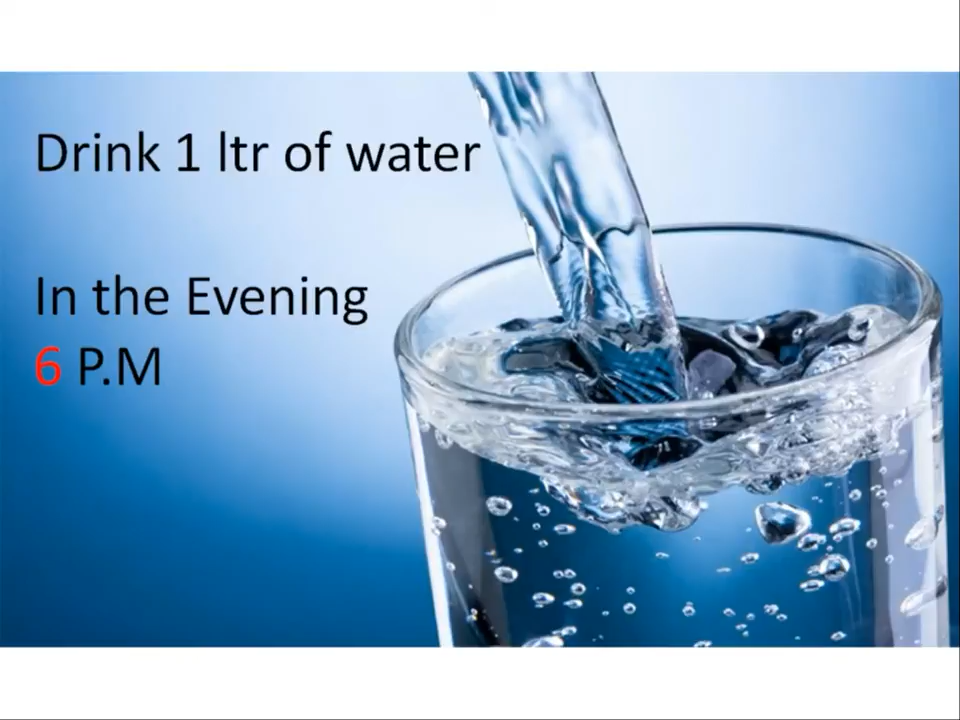 Drink 1 ltr of water
In the Evening
6 P.M